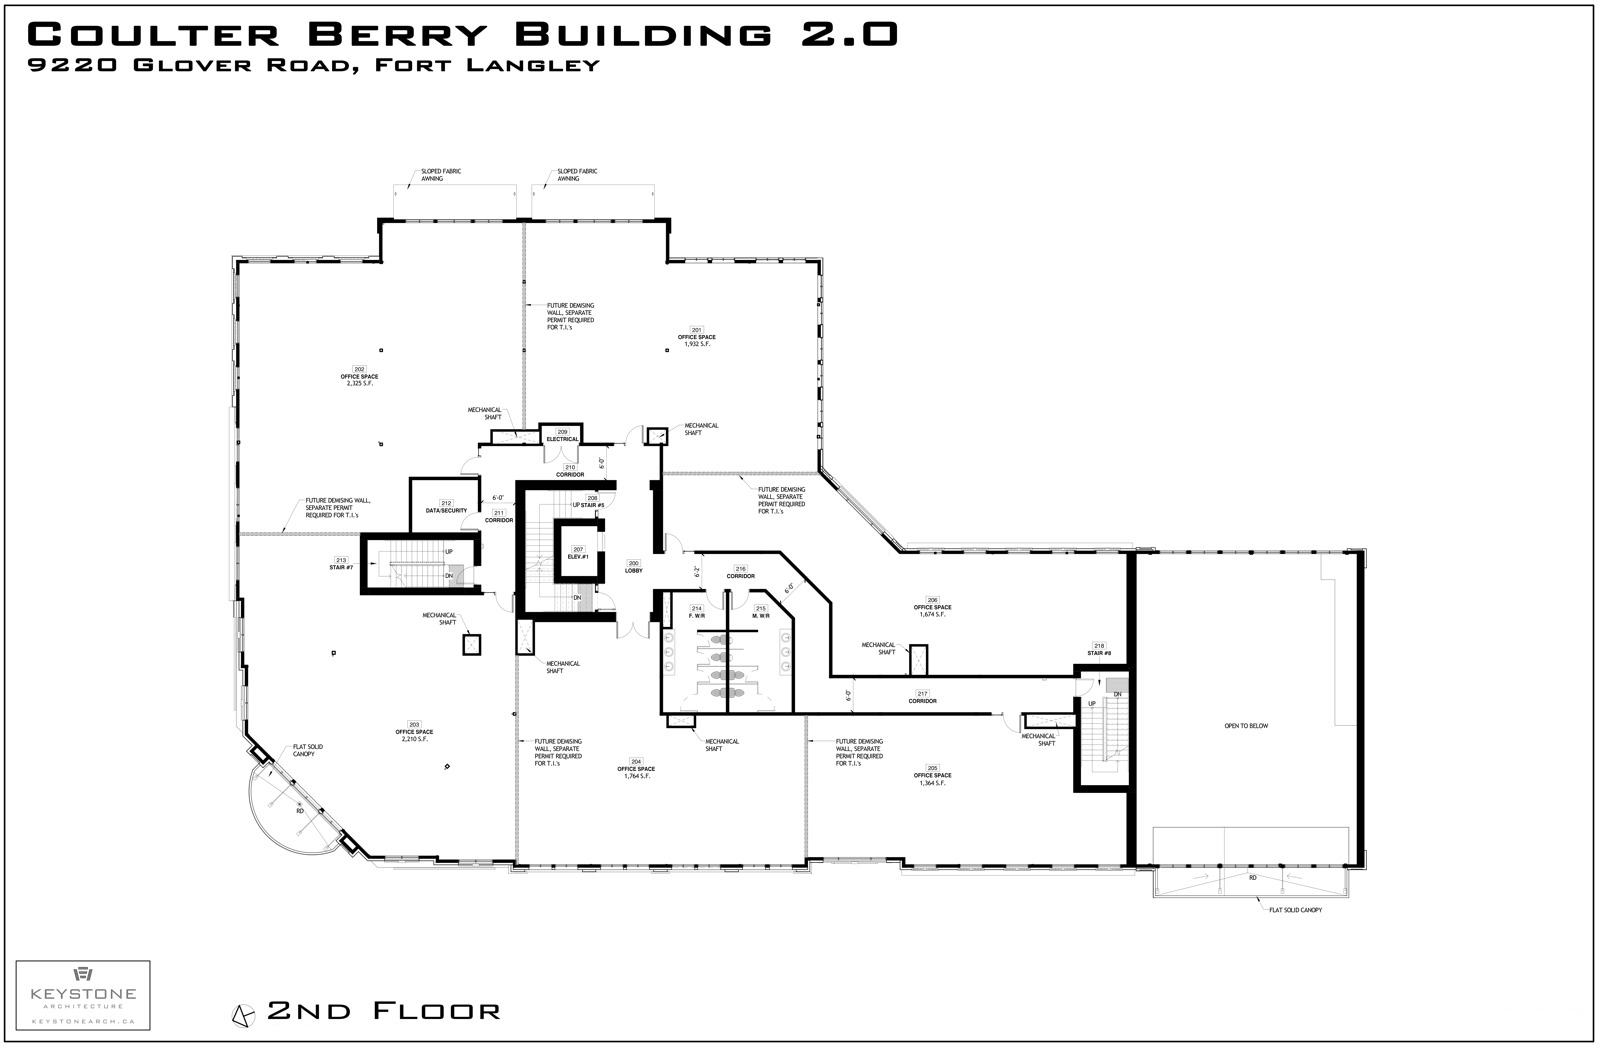 COULTER BERRY BUILDING 2.0
9220 GLOVER ROAD, FORT LANGLEY
SLOPED FABRIC
AWNING
SLOPED FABRIC
AWNING
FUTURE DEMISING
WALL, SEPARATE
PERMIT REQUIRED
FOR T.I.'s
201
OFFICE SPACE
1,932 S.F.
202
OFFICE SPACE
2,325 S.F.
MECHANICAL
SHAFT
209
ELECTRICAL
MECHANICAL
SHAFT
210
CORRIDOR
6'-0"
FUTURE DEMISING
WALL, SEPARATE
PERMIT REQUIRED
FOR T.I.'s
FUTURE DEMISING WALL,
SEPARATE PERMIT
REQUIRED FOR T.I.'s
212
DATA/SECURITY
6'-0"
211
CORRIDOR
208
UP STAIR #5
207
ELEV.#1
213
STAIR #7
UP
DN
200
LOBBY
DN
6'-2"
216
CORRIDOR
6'-0"
214
F. W/R
215
M. W/R
206
OFFICE SPACE
1,674 S.F.
MECHANICAL
SHAFT
MECHANICAL
SHAFT
MECHANICAL
SHAFT
218
STAIR #8
DN
UP
6'-0"
217
CORRIDOR
203
OFFICE SPACE
2,210 S.F.
FLAT SOLID
CANOPY
RD
FUTURE DEMISING
WALL, SEPARATE
PERMIT REQUIRED
FOR T.I.'s
204
OFFICE SPACE
1,764 S.F.
MECHANICAL
SHAFT
FUTURE DEMISING
WALL, SEPARATE
PERMIT REQUIRED
FOR T.I.'s
205
OFFICE SPACE
1,364 S.F.
MECHANICAL
SHAFT
OPEN TO BELOW
RD
FLAT SOLID CANOPY
KEYSTONE
ARCHITECTURE
KEYSTONEARCH.CA
2ND FLOOR